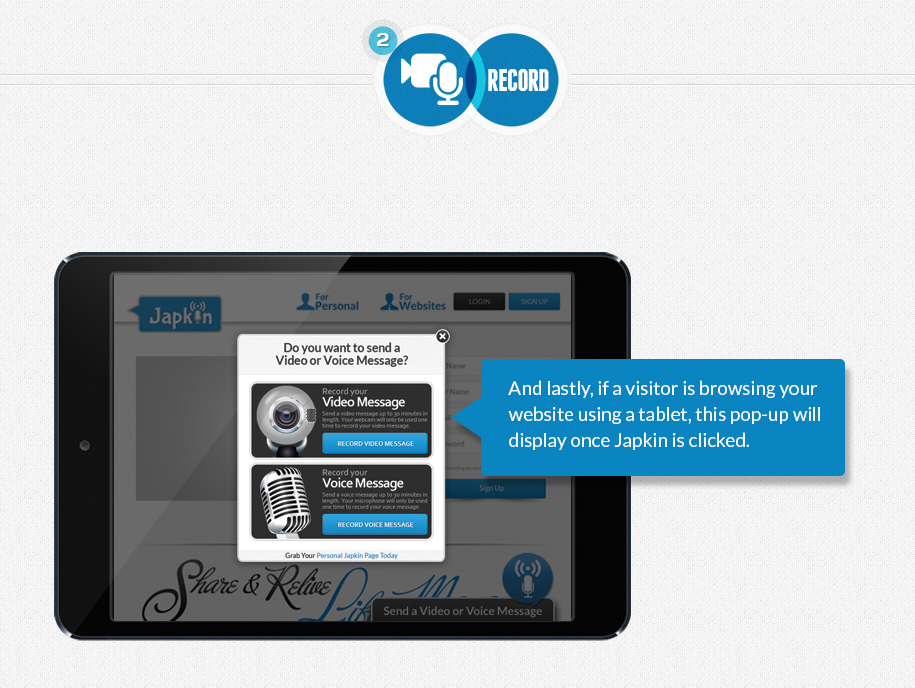 2
RECORD
Japkin
For Personal
For Websites
LOGIN
SIGN UP
Do you want to send a
Video or Voice Message?
Name
Name
Record your
Video Message
Send a video message up to 30 minutes in
length. Your webcam will only be used one
time to record your video message.
RECORD VIDEO MESSAGE
And lastly, if a visitor is browsing your
website using a tablet, this pop-up will
display once Japkin is clicked.
Record your
Voice Message
Send a voice message up to 30 minutes in
length. Your microphone will only be used
one time to record your voice message.
RECORD VOICE MESSAGE
Sign Up
Grab Your Personal Japkin Page Today
Share & Relive
Send a Video or Voice Message